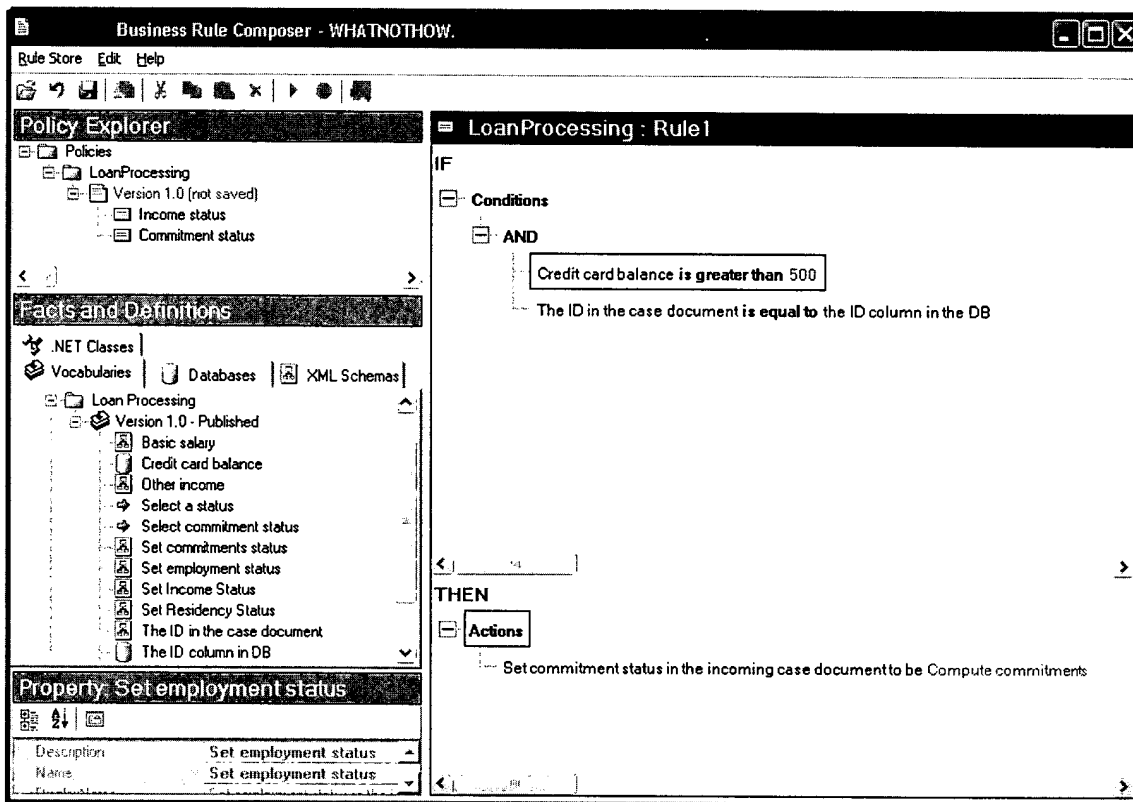 Business Rule Composer - WHATNOTHOW.
Rule Store Edit Help
Policy Explorer
Policies
LoanProcessing
Version 1.0 (not saved)
Income status
Commitment status
Facts and Definitions
.NET Classes
Vocabularies Databases XML Schemas
Loan Processing
Version 1.0 - Published
Basic salary
Credit card balance
Other income
Select a status
Select commitment status
Set commitments status
Set employment status
Set Income Status
Set Residency Status
The ID in the case document
The ID column in DB
Property: Set employment status
Description Set employment status
Name Set employment status
LoanProcessing : Rule1
IF
Conditions
AND
Credit card balance is greater than 500
The ID in the case document is equal to the ID column in the DB
THEN
Actions
Set commitment status in the incoming case document to be Compute commitments